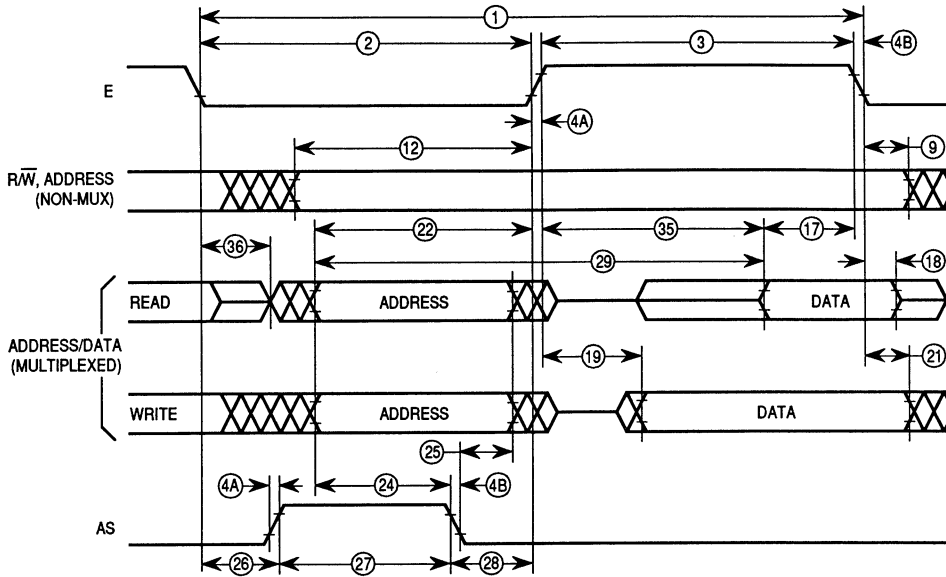 1
2 3 4B
E
4A
12 9
R/W̅, ADDRESS
(NON-MUX)
22 35 17
36
29 18
READ ADDRESS DATA
ADDRESS/DATA
(MULTIPLEXED)
19 21
WRITE ADDRESS DATA
25
4A 24 4B
AS
26 27 28